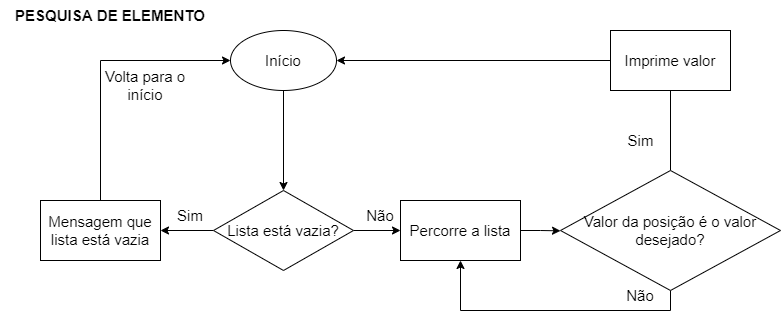 PESQUISA DE ELEMENTO
Início
Imprime valor
Volta para o
início
Sim
Mensagem que
lista está vazia
Sim
Lista está vazia?
Não
Percorre a lista
Valor da posição é o valor
desejado?
Não